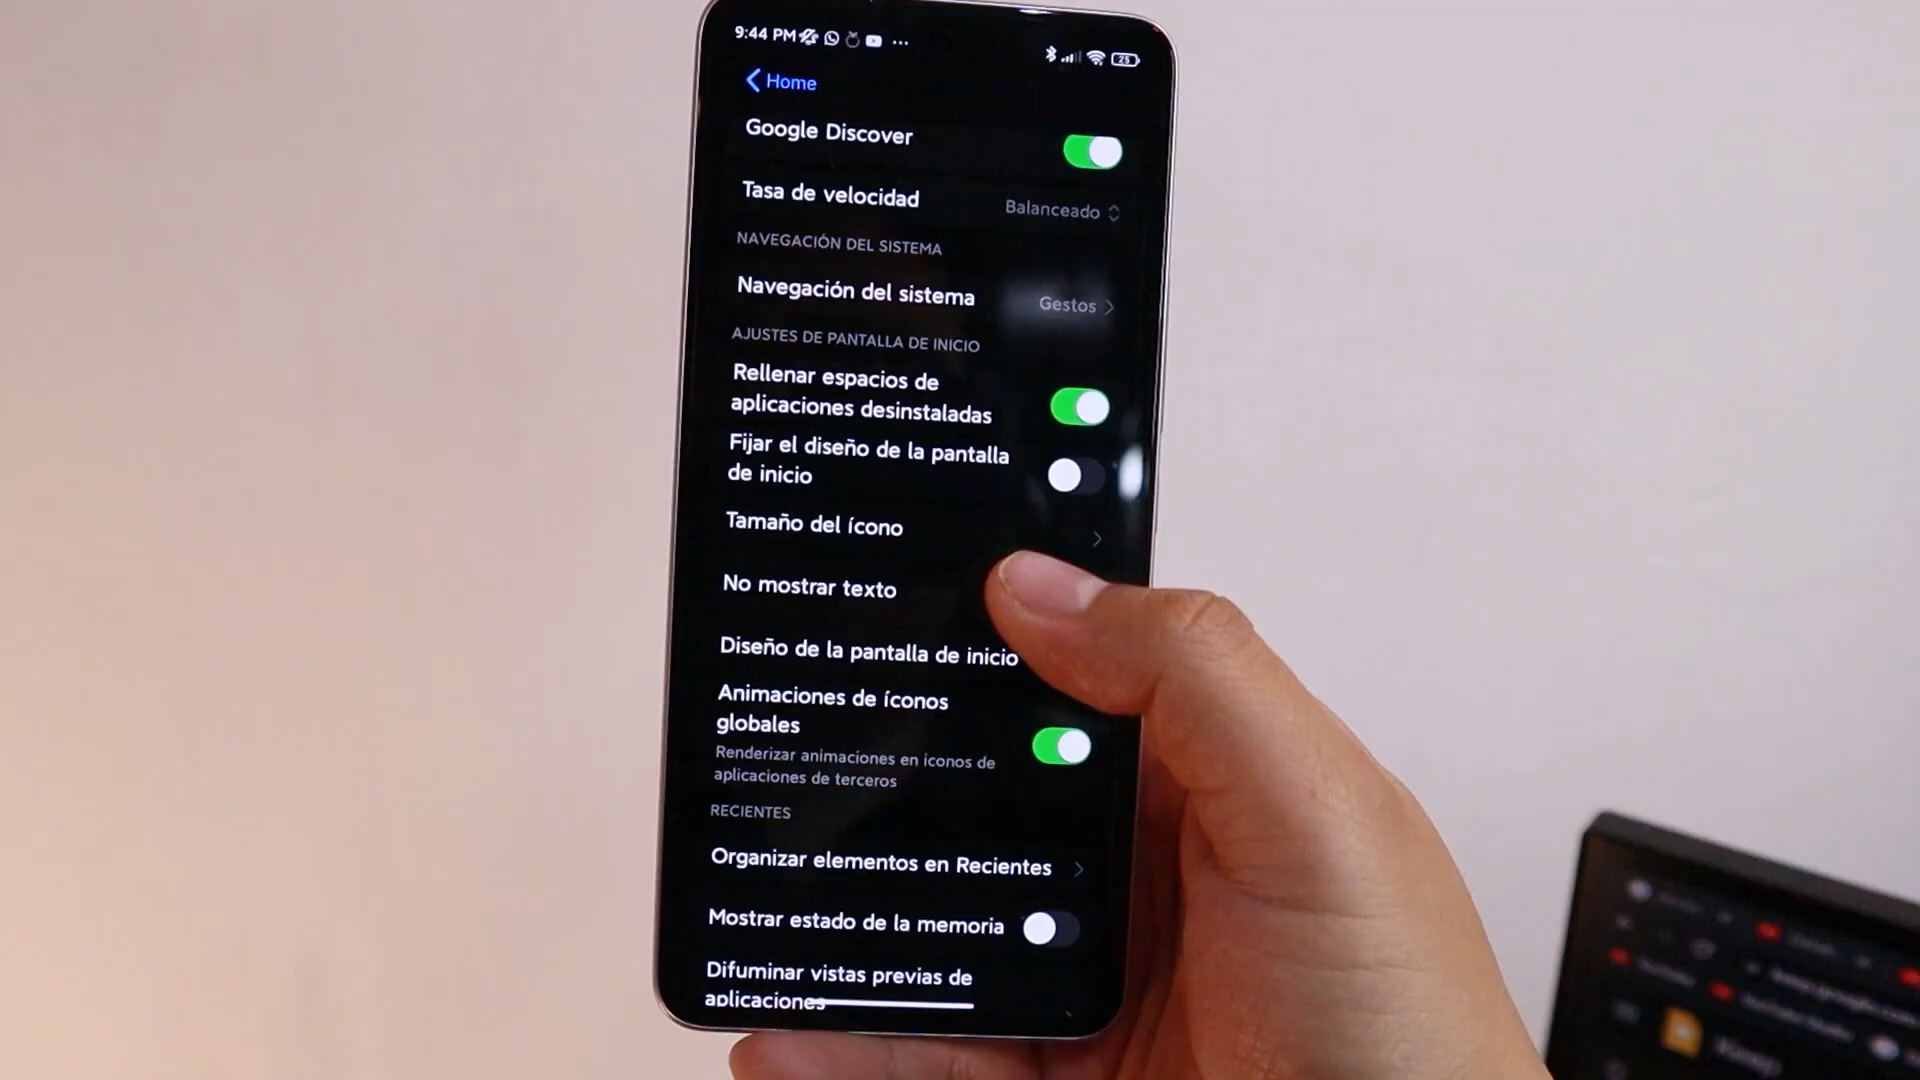 9:44 PM
25
Home
Google Discover
Tasa de velocidad
Balanceado
NAVEGACIÓN DEL SISTEMA
Navegación del sistema
Gestos
AJUSTES DE PANTALLA DE INICIO
Rellenar espacios de
aplicaciones desinstaladas
Fijar el diseño de la pantalla
de inicio
Tamaño del ícono
No mostrar texto
Diseño de la pantalla de inicio
Animaciones de íconos
globales
Renderizar animaciones en iconos de
aplicaciones de terceros
RECIENTES
Organizar elementos en Recientes
Mostrar estado de la memoria
Difuminar vistas previas de
aplicaciones